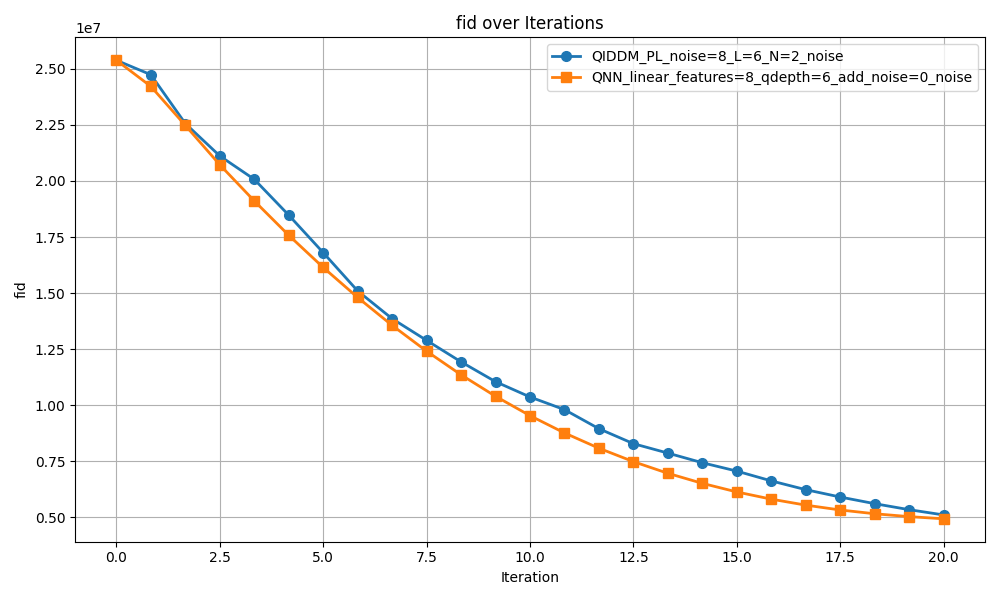 fid over Iterations
1e7
QIDDM_PL_noise=8_L=6_N=2_noise
QNN_linear_features=8_qdepth=6_add_noise=0_noise
2.50
2.25
2.00
1.75
1.50
1.25
1.00
0.75
0.50
fid
0.0 2.5 5.0 7.5 10.0 12.5 15.0 17.5 20.0
Iteration